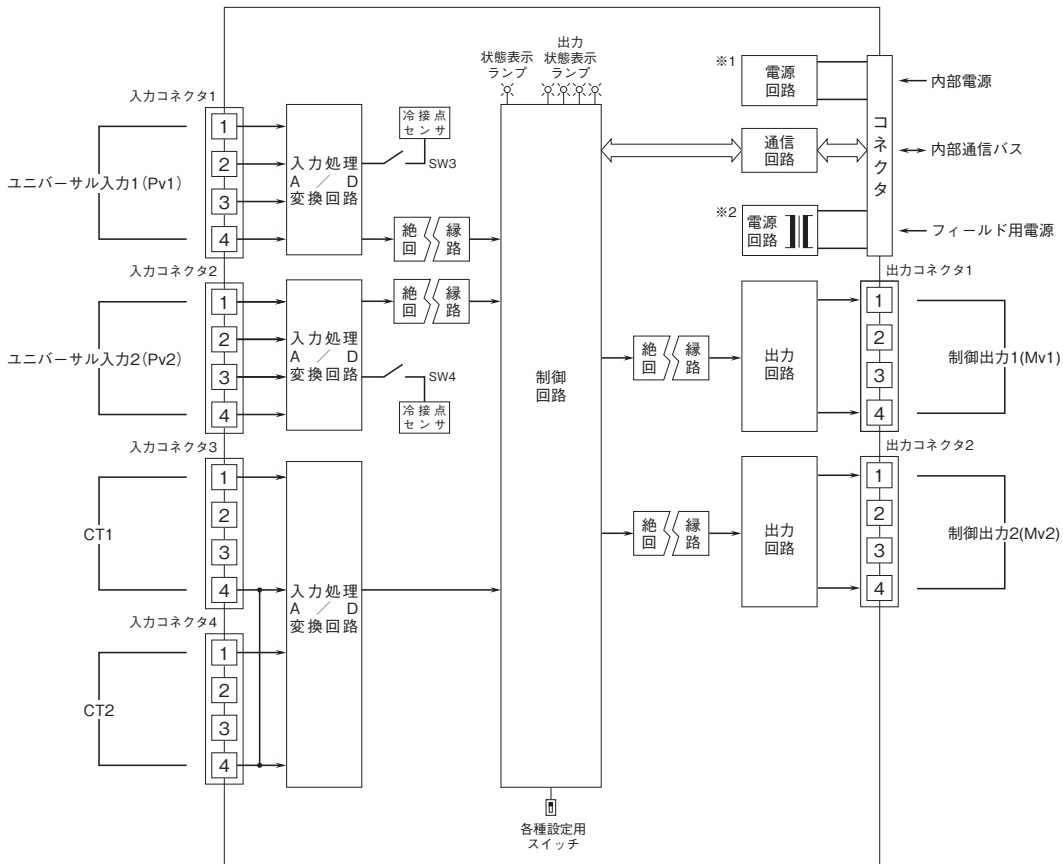 状態表示
ランプ
出力
状態表示
ランプ
入力コネクタ1
1
2
3
4
ユニバーサル入力1(Pv1)
入力処理
A／D
変換回路
冷接点
センサ
SW3
絶縁
回路
入力コネクタ2
1
2
3
4
ユニバーサル入力2(Pv2)
入力処理
A／D
変換回路
絶縁
回路
SW4
冷接点
センサ
入力コネクタ3
1
2
3
4
CT1
入力処理
A／D
変換回路
入力コネクタ4
1
2
3
4
CT2
制御
回路
各種設定用
スイッチ
※1
電源
回路
通信
回路
※2
電源
回路
コネクタ
内部電源
内部通信バス
フィールド用電源
出力コネクタ1
絶縁
回路
出力
回路
1
2
3
4
制御出力1(Mv1)
出力コネクタ2
絶縁
回路
出力
回路
1
2
3
4
制御出力2(Mv2)